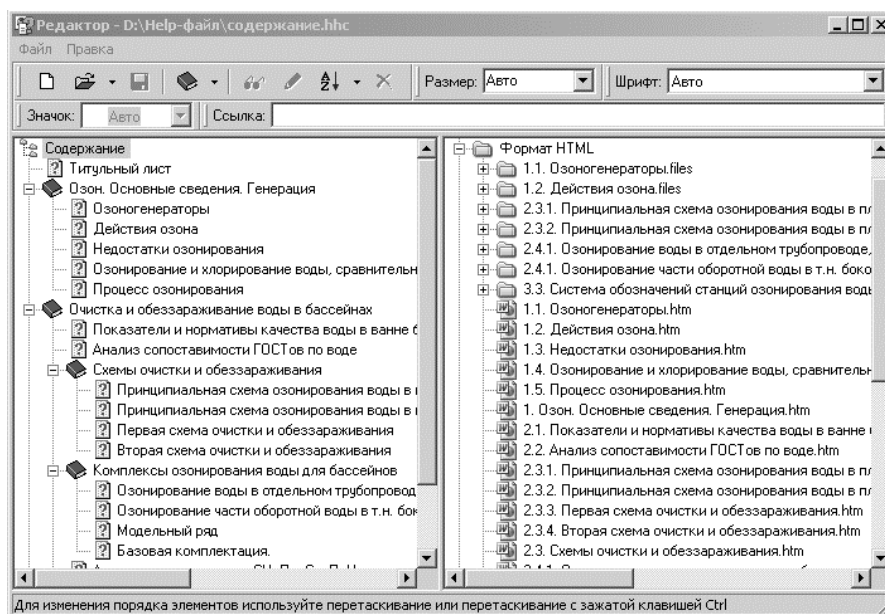 Редактор - D:\Help-файл\содержание.hhc
Файл Правка
Размер: Авто Шрифт: Авто
Значок: Авто Ссылка:
Содержание
Титульный лист
Озон. Основные сведения. Генерация
Озоногенераторы
Действия озона
Недостатки озонирования
Озонирование и хлорирование воды, сравнительн
Процесс озонирования
Очистка и обеззараживание воды в бассейнах
Показатели и нормативы качества воды в ванне б
Анализ сопоставимости ГОСТов по воде
Схемы очистки и обеззараживания
Принципиальная схема озонирования воды в
Принципиальная схема озонирования воды в
Первая схема очистки и обеззараживания
Вторая схема очистки и обеззараживания
Комплексы озонирования воды для бассейнов
Озонирование воды в отдельном трубопровод
Озонирование части оборотной воды в т.н. бок
Модельный ряд
Базовая комплектация.
Формат HTML
1.1. Озоногенераторы.files
1.2. Действия озона.files
2.3.1. Принципиальная схема озонирования воды в пл
2.3.2. Принципиальная схема озонирования воды в пл
2.4.1. Озонирование воды в отдельном трубопроводе,
2.4.1. Озонирование части оборотной воды в т.н. боко
3.3. Система обозначений станций озонирования воды
1.1. Озоногенераторы.htm
1.2. Действия озона.htm
1.3. Недостатки озонирования.htm
1.4. Озонирование и хлорирование воды, сравнительн
1.5. Процесс озонирования.htm
1. Озон. Основные сведения. Генерация.htm
2.1. Показатели и нормативы качества воды в ванне
2.2. Анализ сопоставимости ГОСТов по воде.htm
2.3.1. Принципиальная схема озонирования воды в пл
2.3.2. Принципиальная схема озонирования воды в пл
2.3.3. Первая схема очистки и обеззараживания.htm
2.3.4. Вторая схема очистки и обеззараживания.htm
2.3. Схемы очистки и обеззараживания.htm
Для изменения порядка элементов используйте перетаскивание или перетаскивание с зажатой клавишей Ctrl